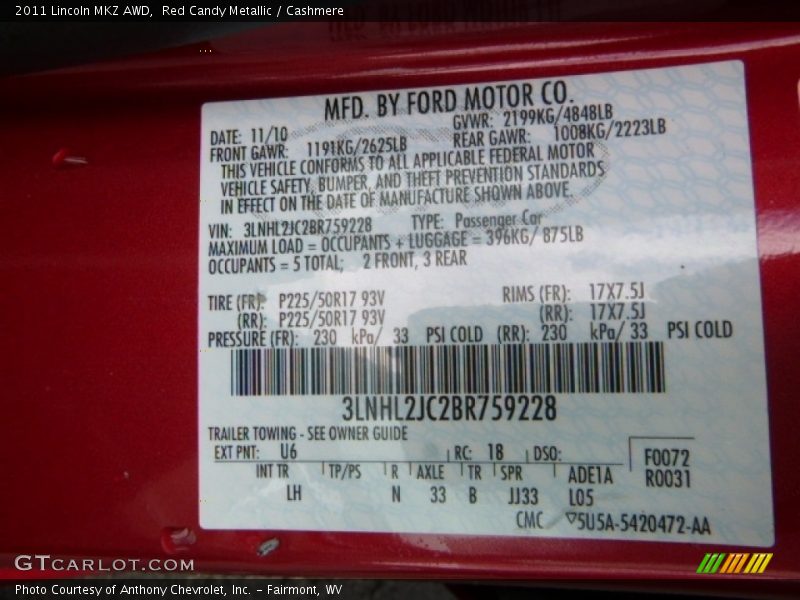 2011 Lincoln MKZ AWD,  Red Candy Metallic / Cashmere
MFD. BY FORD MOTOR CO.
DATE: 11/10 GVWR: 2199KG/4848LB
FRONT GAWR: 1191KG/2625LB REAR GAWR: 1008KG/2223LB
THIS VEHICLE CONFORMS TO ALL APPLICABLE FEDERAL MOTOR
VEHICLE SAFETY, BUMPER, AND THEFT PREVENTION STANDARDS
IN EFFECT ON THE DATE OF MANUFACTURE SHOWN ABOVE.
VIN: 3LNHL2JC2BR759228 TYPE: Passenger Car
MAXIMUM LOAD = OCCUPANTS + LUGGAGE = 396KG/ 875LB
OCCUPANTS = 5 TOTAL; 2 FRONT, 3 REAR
TIRE (FR): P225/50R17 93V RIMS (FR): 17X7.5J
(RR): P225/50R17 93V (RR): 17X7.5J
PRESSURE (FR): 230 kPa/ 33 PSI COLD (RR): 230 kPa/ 33 PSI COLD
3LNHL2JC2BR759228
TRAILER TOWING - SEE OWNER GUIDE
EXT PNT: U6 RC: 18 DSO: F0072
INT TR TP/PS R AXLE TR SPR ADE1A R0031
LH N 33 B JJ33 L05
CMC ▽5U5A-5420472-AA
GTCARLOT.COM
Photo Courtesy of Anthony Chevrolet, Inc. – Fairmont, WV